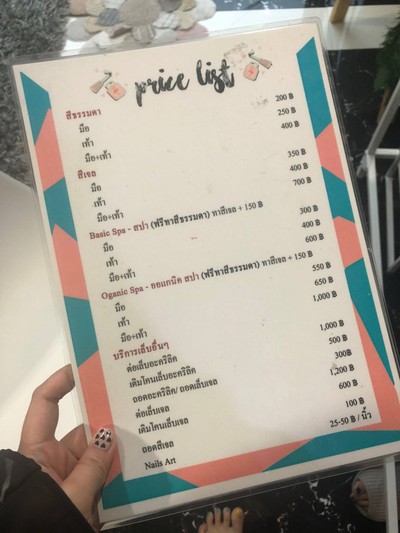 price list
สีธรรมดา
มือ 200 ฿
เท้า 250 ฿
มือ+เท้า 400 ฿
สีเจล
มือ 350 ฿
เท้า 400 ฿
มือ+เท้า 700 ฿
Basic Spa - สปา (ฟรีทาสีธรรมดา) ทาสีเจล + 150 ฿
มือ 300 ฿
เท้า 400 ฿
มือ+เท้า 600 ฿
Oganic Spa - ออแกนิค สปา (ฟรีทาสีธรรมดา) ทาสีเจล + 150 ฿
มือ 550 ฿
เท้า 650 ฿
มือ+เท้า 1,000 ฿
บริการเล็บอื่นๆ
ต่อเล็บอะคริลิค 1,000 ฿
เติมโคนเล็บอะคริลิค 500 ฿
ถอดอะคริลิค/ ถอดเล็บเจล 300฿
ต่อเล็บเจล 1,200 ฿
เติมโคนเล็บเจล 600 ฿
ถอดสีเจล 100 ฿
Nails Art 25-50 ฿ / นิ้ว